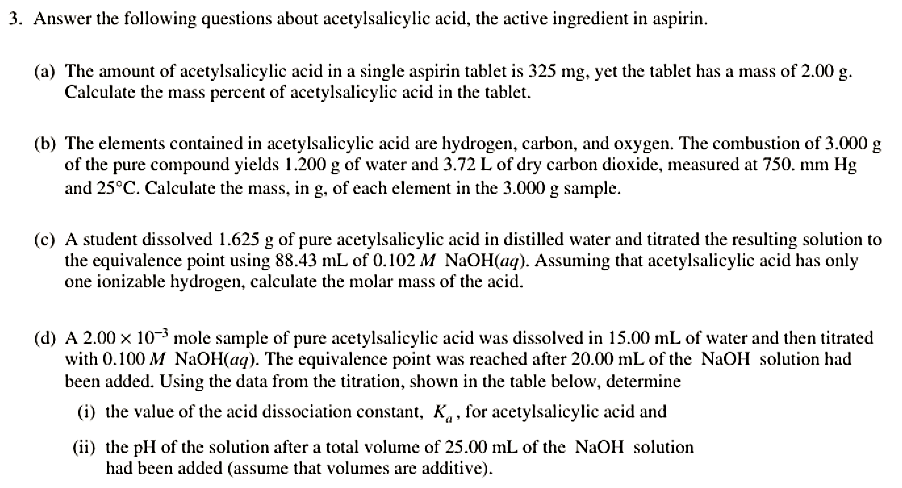 3. Answer the following questions about acetylsalicylic acid, the active ingredient in aspirin.
(a) The amount of acetylsalicylic acid in a single aspirin tablet is 325 mg, yet the tablet has a mass of 2.00 g.
Calculate the mass percent of acetylsalicylic acid in the tablet.
(b) The elements contained in acetylsalicylic acid are hydrogen, carbon, and oxygen. The combustion of 3.000 g
of the pure compound yields 1.200 g of water and 3.72 L of dry carbon dioxide, measured at 750. mm Hg
and 25°C. Calculate the mass, in g, of each element in the 3.000 g sample.
(c) A student dissolved 1.625 g of pure acetylsalicylic acid in distilled water and titrated the resulting solution to
the equivalence point using 88.43 mL of 0.102 M NaOH(aq). Assuming that acetylsalicylic acid has only
one ionizable hydrogen, calculate the molar mass of the acid.
(d) A 2.00 × 10⁻³ mole sample of pure acetylsalicylic acid was dissolved in 15.00 mL of water and then titrated
with 0.100 M NaOH(aq). The equivalence point was reached after 20.00 mL of the NaOH solution had
been added. Using the data from the titration, shown in the table below, determine
(i) the value of the acid dissociation constant, Kₐ, for acetylsalicylic acid and
(ii) the pH of the solution after a total volume of 25.00 mL of the NaOH solution
had been added (assume that volumes are additive).